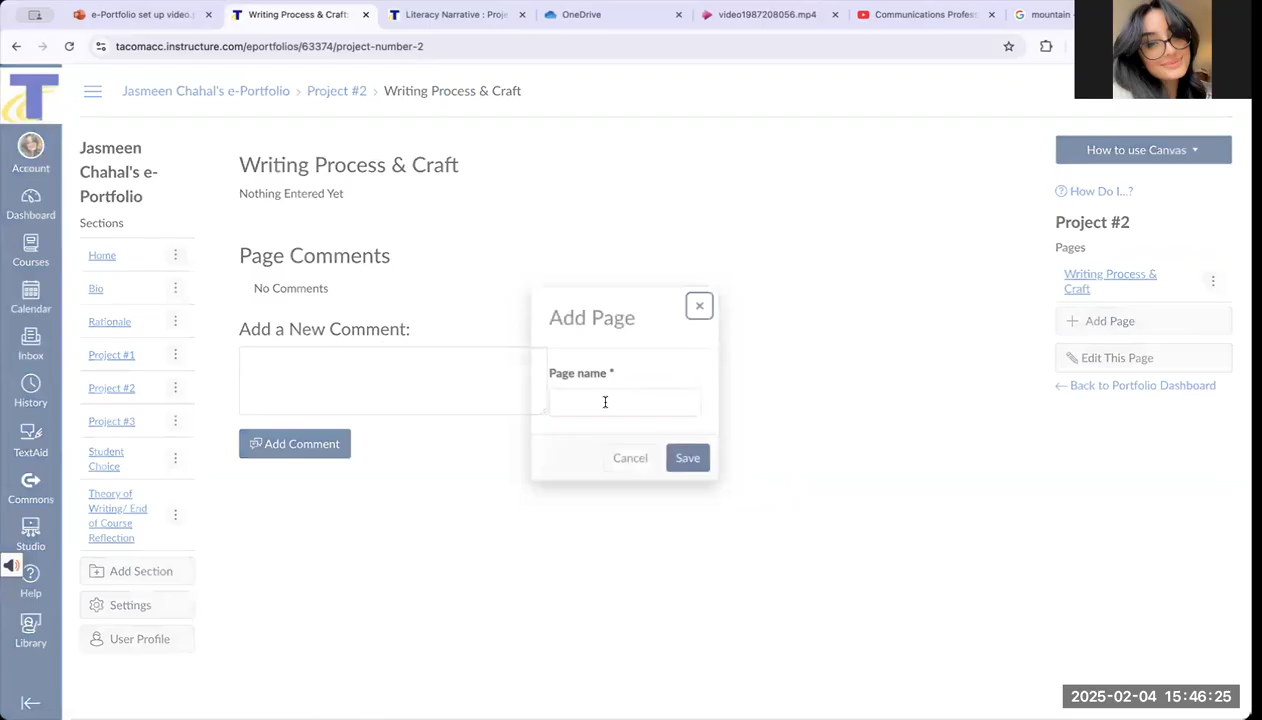 e-Portfolio set up video.
Writing Process & Craft:
Literacy Narrative : Proje
OneDrive
video1987208056.mp4
Communications Profess
mountain -
tacomacc.instructure.com/eportfolios/63374/project-number-2
Jasmeen Chahal's e-Portfolio › Project #2 › Writing Process & Craft
Account
Dashboard
Courses
Calendar
Inbox
History
TextAid
Commons
Studio
Help
Library
Jasmeen
Chahal's e-
Portfolio
Sections
Home
Bio
Rationale
Project #1
Project #2
Project #3
Student
Choice
Theory of
Writing/ End
of Course
Reflection
Add Section
Settings
User Profile
Writing Process & Craft
Nothing Entered Yet
Page Comments
No Comments
Add a New Comment:
Add Comment
Add Page
Page name *
Cancel
Save
How to use Canvas
How Do I...?
Project #2
Pages
Writing Process &
Craft
Add Page
Edit This Page
Back to Portfolio Dashboard
2025-02-04 15:46:25